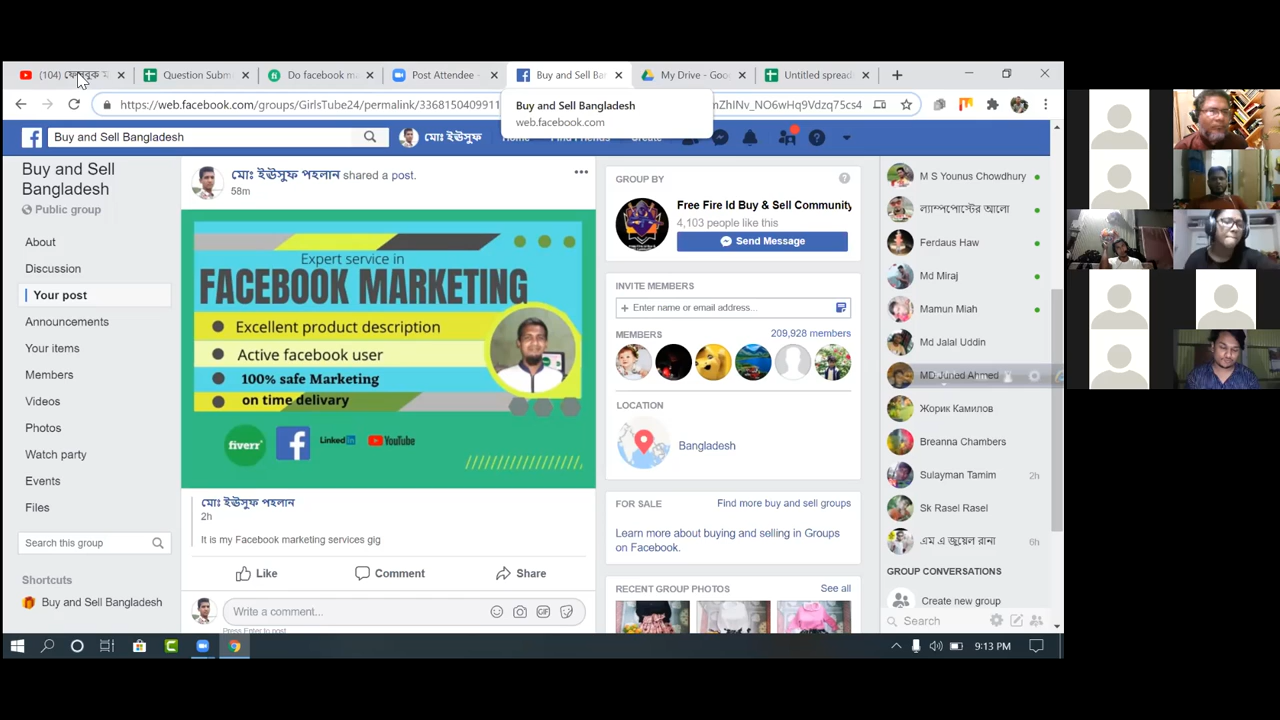 (104) ফেসবুক ম
Question Subm
Do facebook m
Post Attendee -
Buy and Sell Ba
My Drive - Goo
Untitled spread
https://web.facebook.com/groups/GirlsTube24/permalink/3368150409911
nZhINv_NO6wHq9Vdzq75cs4
Buy and Sell Bangladesh
web.facebook.com
Buy and Sell Bangladesh
মোঃ ইউসুফ
Home
Find Friends
Create
Buy and Sell
Bangladesh
Public group
About
Discussion
Your post
Announcements
Your items
Members
Videos
Photos
Watch party
Events
Files
Search this group
Shortcuts
Buy and Sell Bangladesh
মোঃ ইউসুফ পহলান shared a post.
58m
Expert service in
FACEBOOK MARKETING
Excellent product description
Active facebook user
100% safe Marketing
on time delivary
fiverr
LinkedIn
YouTube
মোঃ ইউসুফ পহলান
2h
It is my Facebook marketing services gig
Like
Comment
Share
Write a comment...
Press Enter to post.
GROUP BY
Free Fire Id Buy & Sell Community
4,103 people like this
Send Message
INVITE MEMBERS
+ Enter name or email address...
MEMBERS
209,928 members
LOCATION
Bangladesh
FOR SALE
Find more buy and sell groups
Learn more about buying and selling in Groups
on Facebook.
RECENT GROUP PHOTOS
See all
M S Younus Chowdhury
ল্যাম্পপোস্টের আলো
Ferdaus Haw
Md Miraj
Mamun Miah
Md Jalal Uddin
MD Juned Ahmed
Жорик Камилов
Breanna Chambers
Sulayman Tamim
2h
Sk Rasel Rasel
এম এ জুয়েল রানা
6h
GROUP CONVERSATIONS
Create new group
Search
9:13 PM